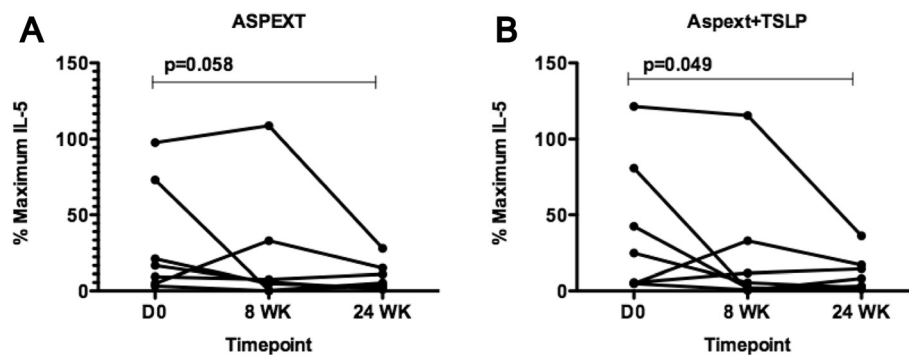 A
ASPEXT
p=0.058
% Maximum IL-5
150
100
50
0
D0 8 WK 24 WK
Timepoint
B
Aspext+TSLP
p=0.049
% Maximum IL-5
150
100
50
0
D0 8 WK 24 WK
Timepoint